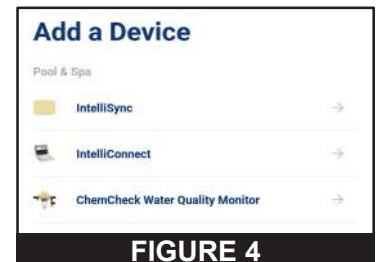 Add a Device
Pool & Spa
IntelliSync
IntelliConnect
ChemCheck Water Quality Monitor
FIGURE 4